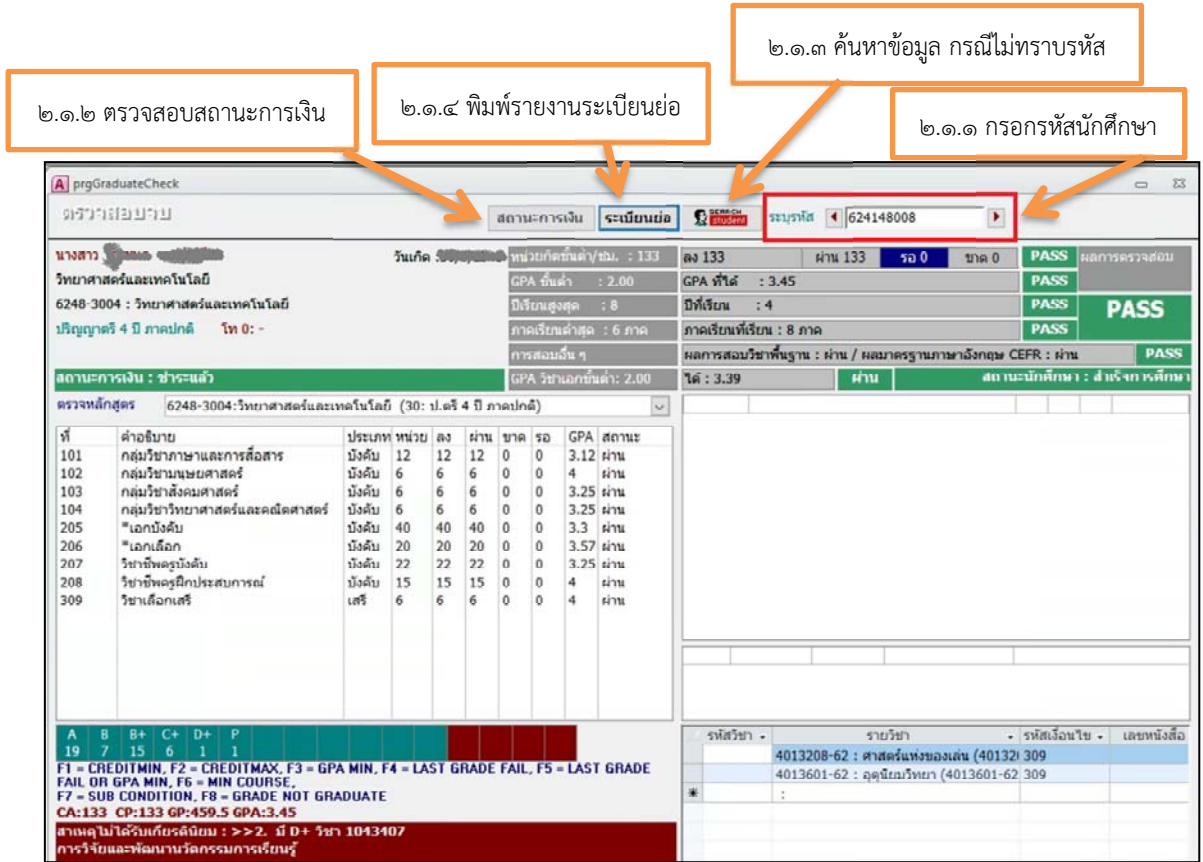 ๒.๑.๓ ค้นหาข้อมูล กรณีไม่ทราบรหัส
๒.๑.๒ ตรวจสอบสถานะการเงิน
๒.๑.๔ พิมพ์รายงานระเบียนย่อ
๒.๑.๑ กรอกรหัสนักศึกษา
prgGraduateCheck
ตรวจสอบจบ
สถานะการเงิน ระเบียนย่อ SEARCH student ระบุรหัส 624148008
นางสาว วันเกิด : หน่วยกิตขั้นต่ำ/ชม. : 133 ลง 133 ผ่าน 133 รอ 0 ขาด 0 PASS ผลการตรวจสอบ
วิทยาศาสตร์และเทคโนโลยี GPA ขั้นต่ำ : 2.00 GPA ที่ได้ : 3.45 PASS
6248-3004 : วิทยาศาสตร์และเทคโนโลยี ปีเรียนสูงสุด : 8 ปีที่เรียน : 4 PASS PASS
ปริญญาตรี 4 ปี ภาคปกติ โท 0: - ภาคเรียนต่ำสุด : 6 ภาค ภาคเรียนที่เรียน : 8 ภาค PASS
การสอบอื่น ๆ ผลการสอบวิชาพื้นฐาน : ผ่าน / ผลมาตรฐานภาษาอังกฤษ CEFR : ผ่าน PASS
สถานะการเงิน : ชำระแล้ว GPA วิชาเอกขั้นต่ำ: 2.00 ได้ : 3.39 ผ่าน สถานะนักศึกษา : สำเร็จการศึกษา
ตรวจหลักสูตร 6248-3004:วิทยาศาสตร์และเทคโนโลยี (30: ป.ตรี 4 ปี ภาคปกติ)
ที่ คำอธิบาย ประเภท หน่วย ลง ผ่าน ขาด รอ GPA สถานะ
101 กลุ่มวิชาภาษาและการสื่อสาร บังคับ 12 12 12 0 0 3.12 ผ่าน
102 กลุ่มวิชามนุษยศาสตร์ บังคับ 6 6 6 0 0 4 ผ่าน
103 กลุ่มวิชาสังคมศาสตร์ บังคับ 6 6 6 0 0 3.25 ผ่าน
104 กลุ่มวิชาวิทยาศาสตร์และคณิตศาสตร์ บังคับ 6 6 6 0 0 3.25 ผ่าน
205 *เอกบังคับ บังคับ 40 40 40 0 0 3.3 ผ่าน
206 *เอกเลือก บังคับ 20 20 20 0 0 3.57 ผ่าน
207 วิชาชีพครูบังคับ บังคับ 22 22 22 0 0 3.25 ผ่าน
208 วิชาชีพครูฝึกประสบการณ์ บังคับ 15 15 15 0 0 4 ผ่าน
309 วิชาเลือกเสรี เสรี 6 6 6 0 0 4 ผ่าน
A B B+ C+ D+ P
19 7 15 6 1 1
F1 = CREDITMIN, F2 = CREDITMAX, F3 = GPA MIN, F4 = LAST GRADE FAIL, F5 = LAST GRADE
FAIL OR GPA MIN, F6 = MIN COURSE,
F7 = SUB CONDITION, F8 = GRADE NOT GRADUATE
CA:133 CP:133 GP:459.5 GPA:3.45
สาเหตุไม่ได้รับเกียรตินิยม : >>2. มี D+ วิชา 1043407
การวิจัยและพัฒนานวัตกรรมการเรียนรู้
รหัสวิชา รายวิชา รหัสเงื่อนไข เลขหนังสือ
4013208-62 : ศาสตร์แห่งของเล่น (40132 309
4013601-62 : อุตุนิยมวิทยา (4013601-62 309
* :